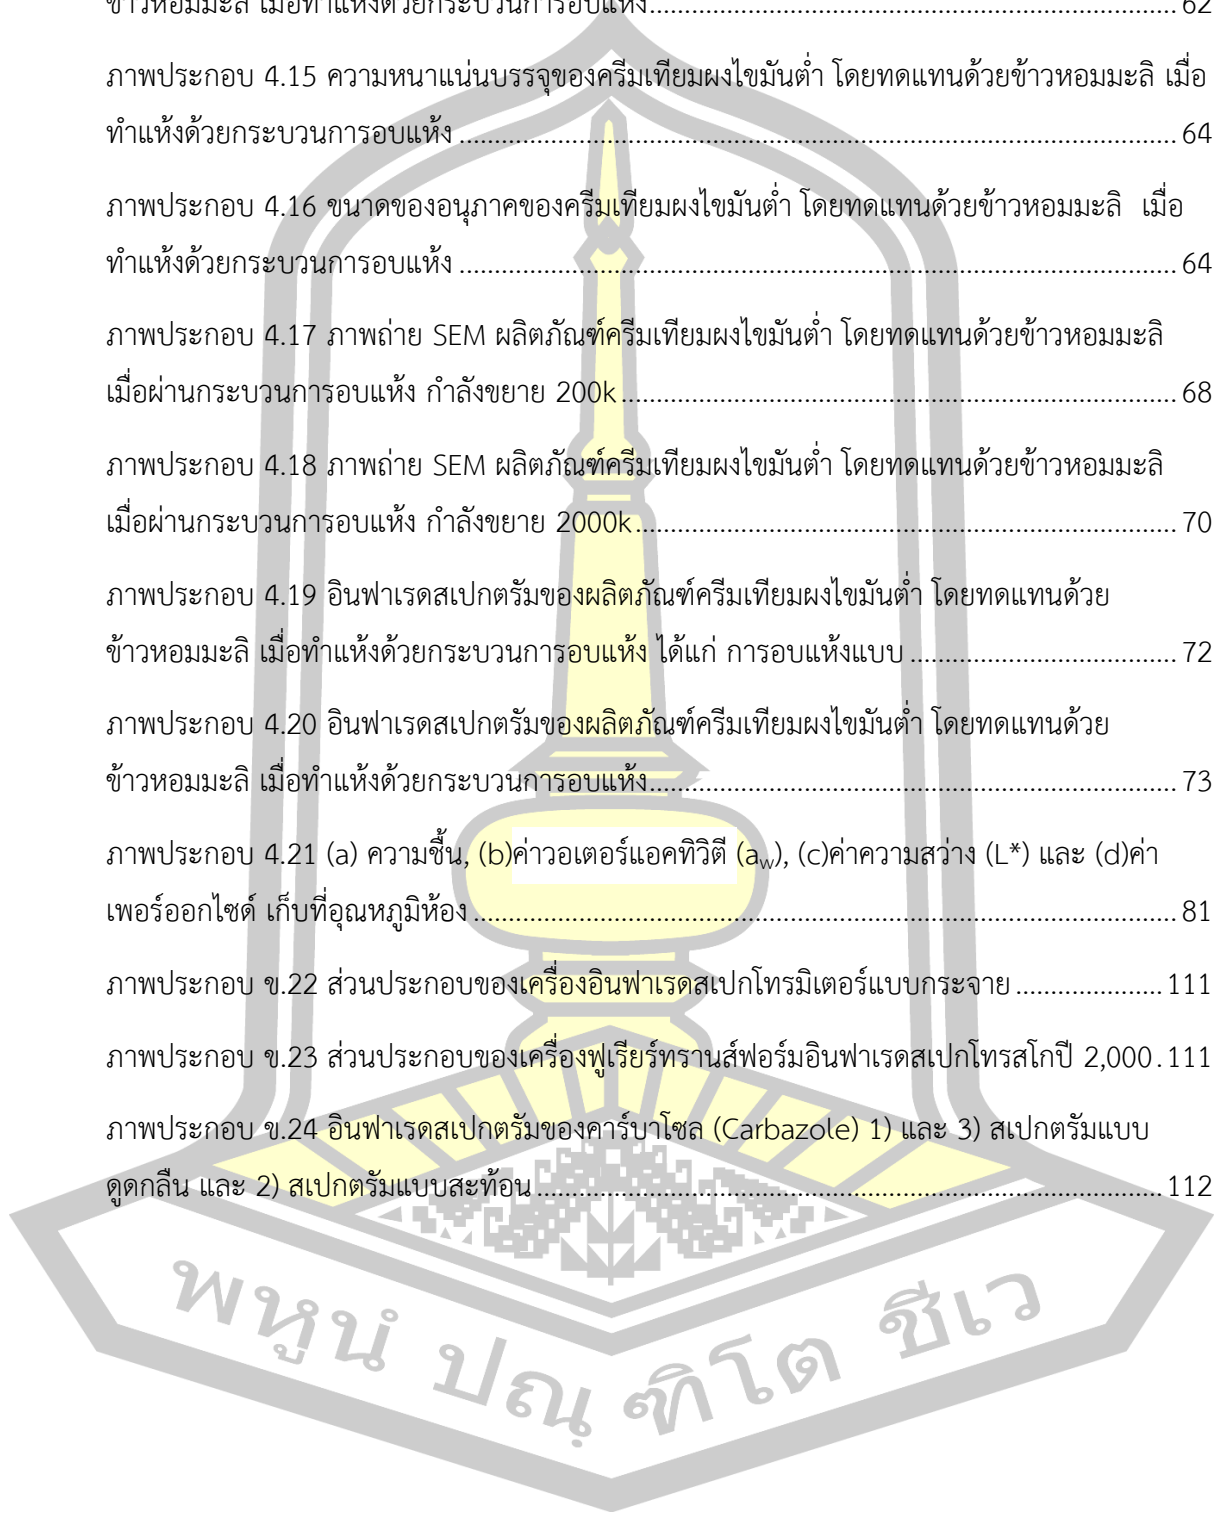 ข้าวหอมมะลิ เมื่อทำแห้งด้วยกระบวนการอบแห้ง.......... 62
ภาพประกอบ 4.15 ความหนาแน่นบรรจุของครีมเทียมผงไขมันต่ำ โดยทดแทนด้วยข้าวหอมมะลิ เมื่อ
ทำแห้งด้วยกระบวนการอบแห้ง .......... 64
ภาพประกอบ 4.16 ขนาดของอนุภาคของครีมเทียมผงไขมันต่ำ โดยทดแทนด้วยข้าวหอมมะลิ เมื่อ
ทำแห้งด้วยกระบวนการอบแห้ง .......... 64
ภาพประกอบ 4.17 ภาพถ่าย SEM ผลิตภัณฑ์ครีมเทียมผงไขมันต่ำ โดยทดแทนด้วยข้าวหอมมะลิ
เมื่อผ่านกระบวนการอบแห้ง กำลังขยาย 200k .......... 68
ภาพประกอบ 4.18 ภาพถ่าย SEM ผลิตภัณฑ์ครีมเทียมผงไขมันต่ำ โดยทดแทนด้วยข้าวหอมมะลิ
เมื่อผ่านกระบวนการอบแห้ง กำลังขยาย 2000k .......... 70
ภาพประกอบ 4.19 อินฟาเรดสเปกตรัมของผลิตภัณฑ์ครีมเทียมผงไขมันต่ำ โดยทดแทนด้วย
ข้าวหอมมะลิ เมื่อทำแห้งด้วยกระบวนการอบแห้ง ได้แก่ การอบแห้งแบบ .......... 72
ภาพประกอบ 4.20 อินฟาเรดสเปกตรัมของผลิตภัณฑ์ครีมเทียมผงไขมันต่ำ โดยทดแทนด้วย
ข้าวหอมมะลิ เมื่อทำแห้งด้วยกระบวนการอบแห้ง.......... 73
ภาพประกอบ 4.21 (a) ความชื้น, (b)ค่าวอเตอร์แอคทิวิตี (aw), (c)ค่าความสว่าง (L*) และ (d)ค่า
เพอร์ออกไซด์ เก็บที่อุณหภูมิห้อง .......... 81
ภาพประกอบ ข.22 ส่วนประกอบของเครื่องอินฟาเรดสเปกโทรมิเตอร์แบบกระจาย .......... 111
ภาพประกอบ ข.23 ส่วนประกอบของเครื่องฟูเรียร์ทรานส์ฟอร์มอินฟาเรดสเปกโทรสโกปี 2,000 . 111
ภาพประกอบ ข.24 อินฟาเรดสเปกตรัมของคาร์บาโซล (Carbazole) 1) และ 3) สเปกตรัมแบบ
ดูดกลืน และ 2) สเปกตรัมแบบสะท้อน .......... 112
พหูนํ ปณฺฑิโต ชีเว